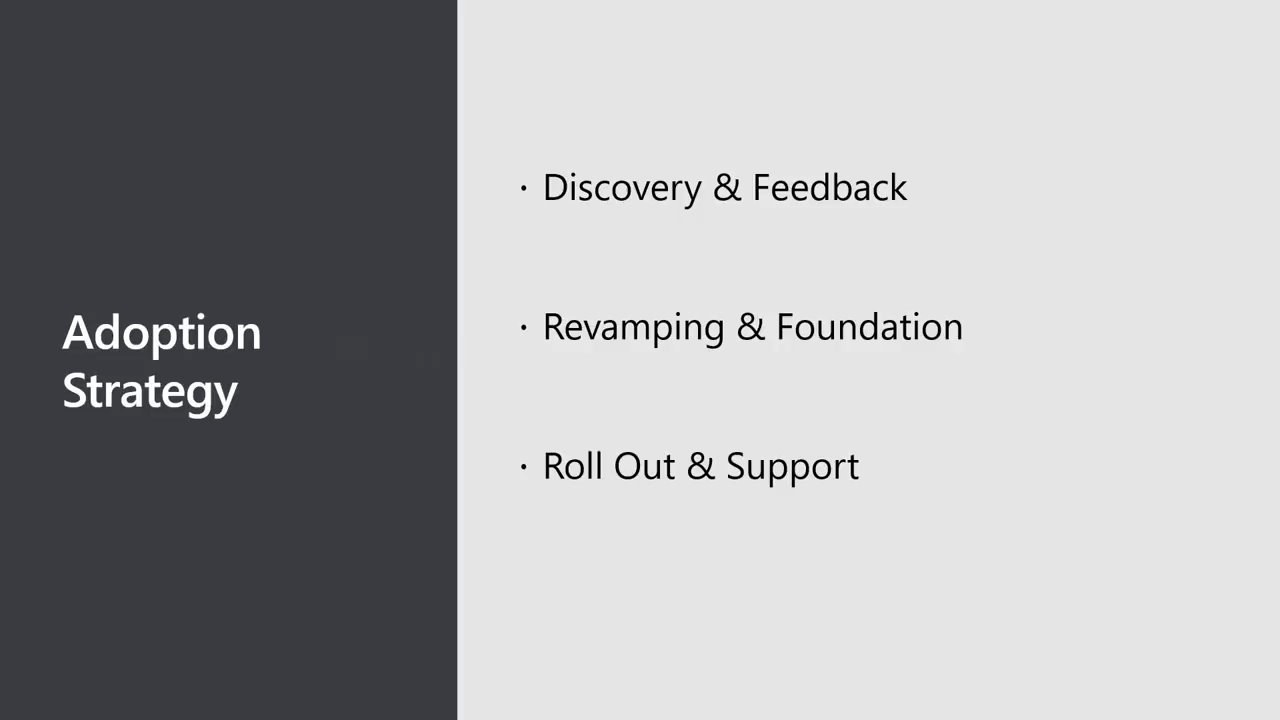 Adoption
Strategy
· Discovery & Feedback
· Revamping & Foundation
· Roll Out & Support